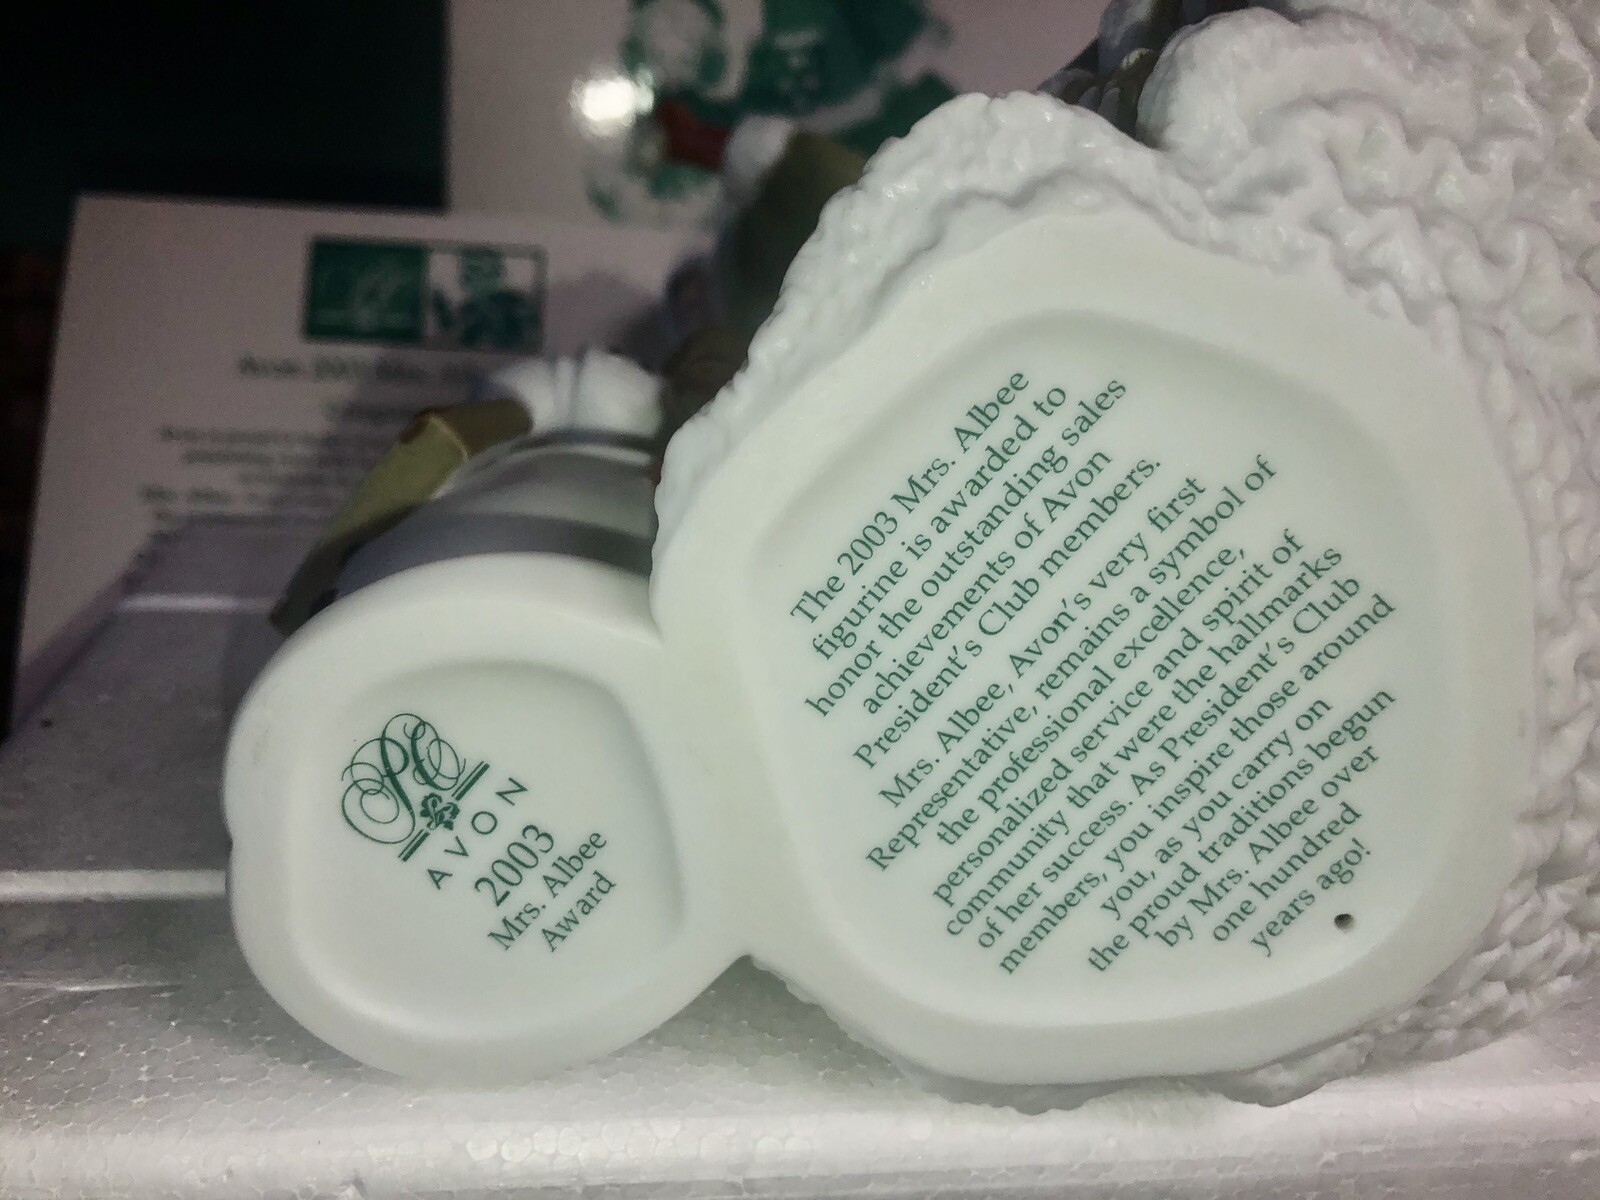 PC
AVON
2003
Mrs. Albee
Award
The 2003 Mrs. Albee
figurine is awarded to
honor the outstanding sales
achievements of Avon
President's Club members.
Mrs. Albee, Avon's very first
Representative, remains a symbol of
the professional excellence,
personalized service and spirit of
community that were the hallmarks
of her success. As President's Club
members, you inspire those around
you, as you carry on
the proud traditions begun
by Mrs. Albee over
one hundred
years ago!